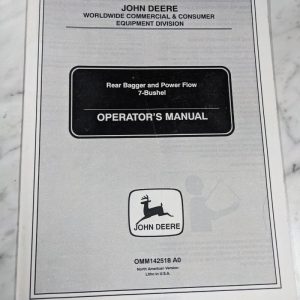 JOHN DEERE
WORLDWIDE COMMERCIAL & CONSUMER
EQUIPMENT DIVISION
Rear Bagger and Power Flow
7-Bushel
OPERATOR'S MANUAL
JOHN DEERE
OMM142518 A0
North American Version
Litho in U.S.A.